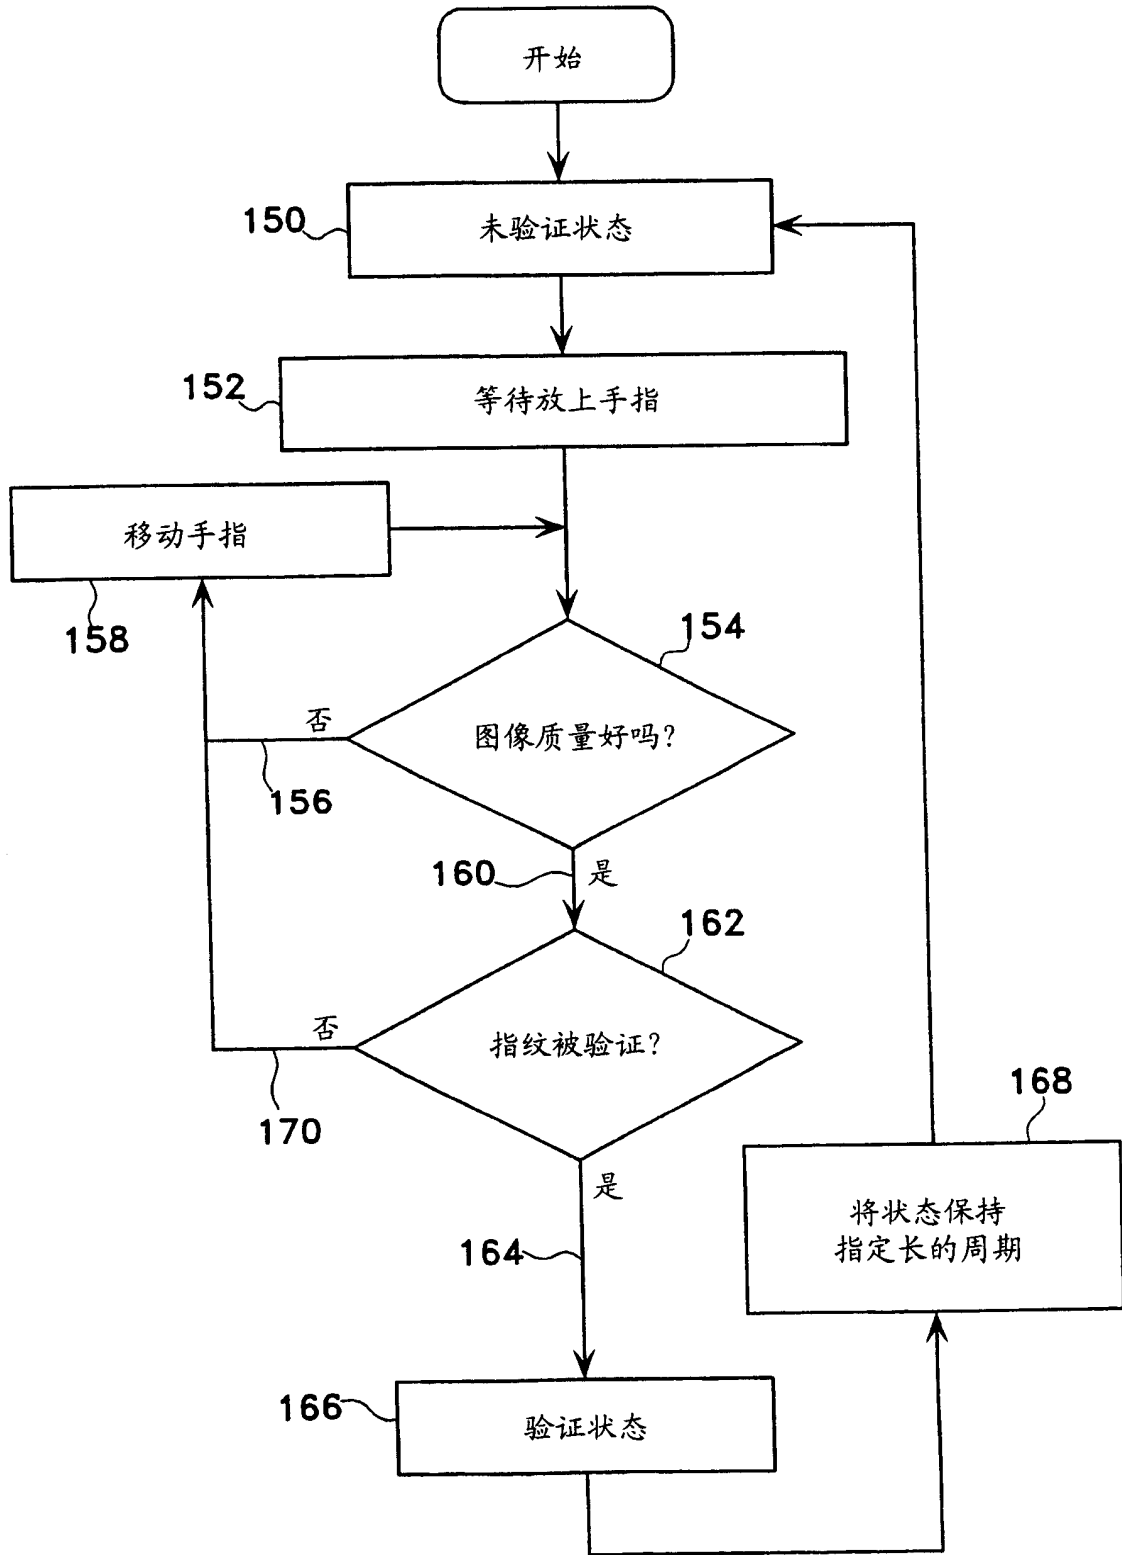 开始
150
未验证状态
152
等待放上手指
移动手指
158
154
图像质量好吗?
否
156
160
是
162
指纹被验证?
否
170
是
164
168
将状态保持
指定长的周期
166
验证状态